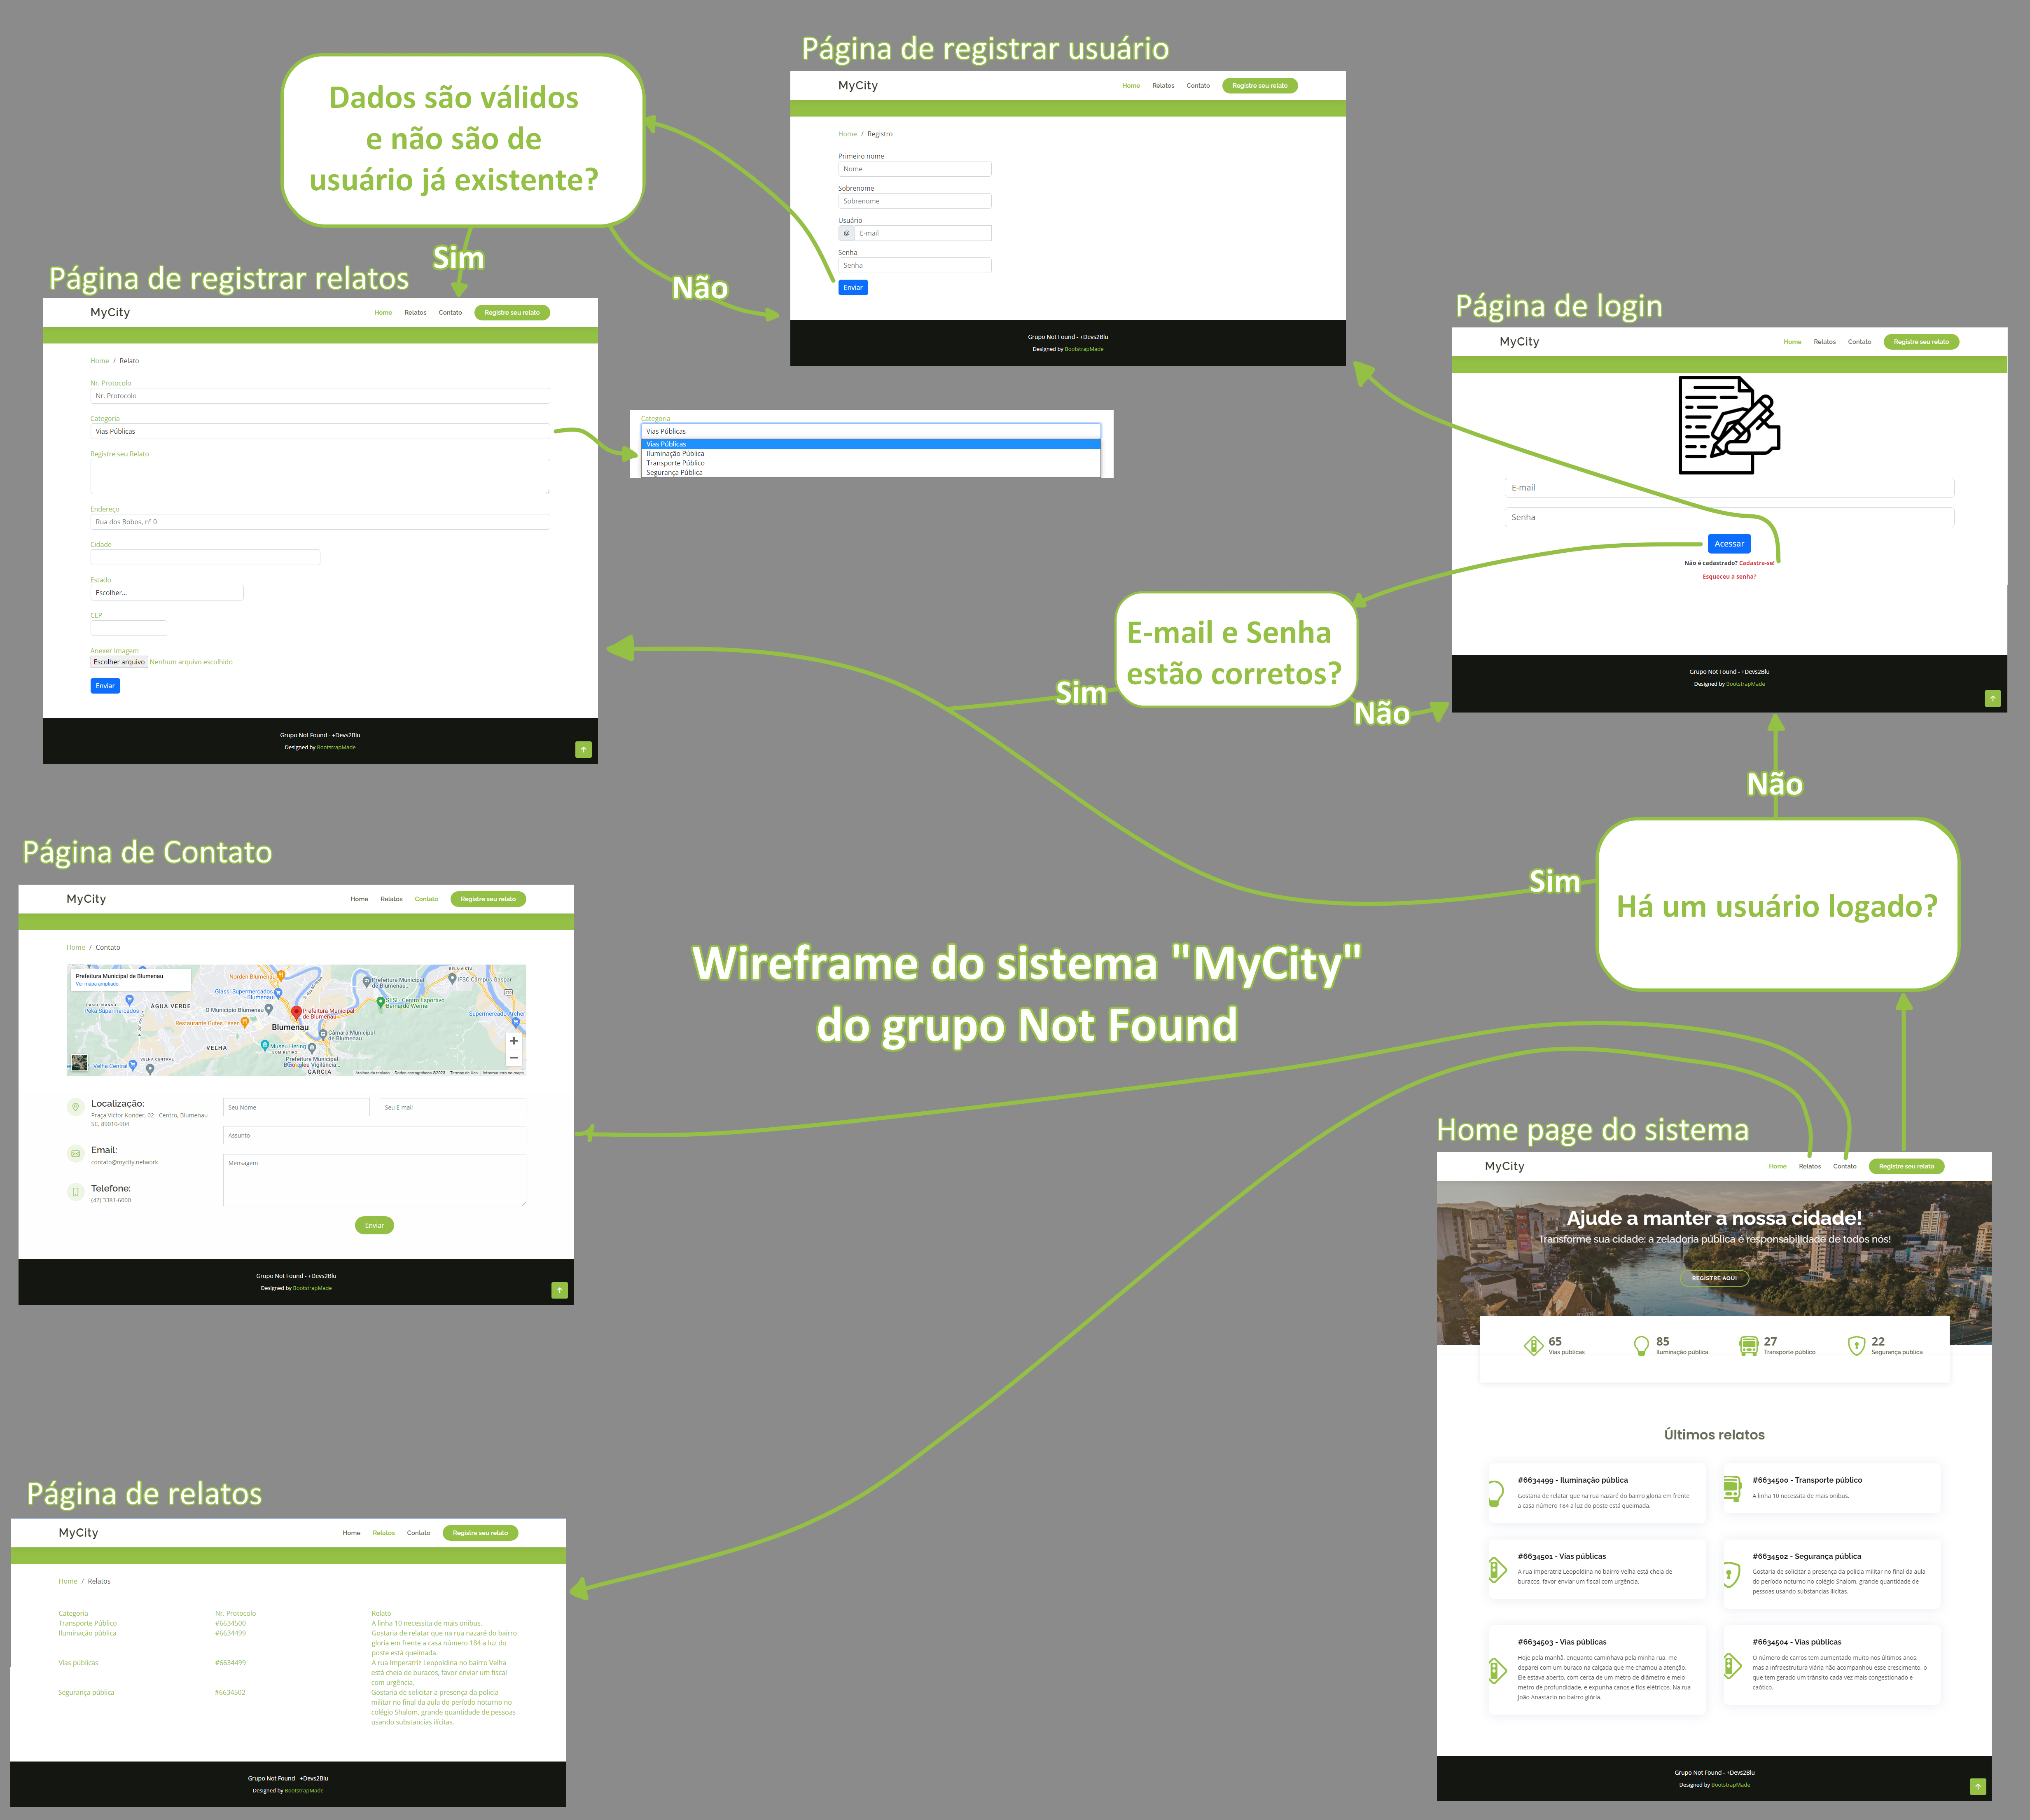 Página de registrar usuário
MyCity
Home Relatos Contato Registre seu relato
Home / Registro
Primeiro nome
Nome
Sobrenome
Sobrenome
Usuário
@ E-mail
Senha
Senha
Enviar
Grupo Not Found - +Devs2Blu
Designed by BootstrapMade
Dados são válidos
e não são de
usuário já existente?
Sim
Não
Página de registrar relatos
MyCity
Home Relatos Contato Registre seu relato
Home / Relato
Nr. Protocolo
Nr. Protocolo
Categoria
Vias Públicas
Registre seu Relato
Endereço
Rua dos Bobos, nº 0
Cidade
Estado
Escolher...
CEP
Anexer Imagem
Escolher arquivo Nenhum arquivo escolhido
Enviar
Grupo Not Found - +Devs2Blu
Designed by BootstrapMade
Categoria
Vias Públicas
Vias Públicas
Iluminação Pública
Transporte Público
Segurança Pública
Página de login
MyCity
Home Relatos Contato Registre seu relato
E-mail
Senha
Acessar
Não é cadastrado? Cadastra-se!
Esqueceu a senha?
Grupo Not Found - +Devs2Blu
Designed by BootstrapMade
E-mail e Senha
estão corretos?
Sim
Não
Não
Sim
Há um usuário logado?
Página de Contato
MyCity
Home Relatos Contato Registre seu relato
Home / Contato
Prefeitura Municipal de Blumenau
Ver mapa ampliado
Norden Blumenau
Giassi Supermercados
Blumenau
PASSO MANSO
Peka Supermercados
ÁGUA VERDE
O Município Blumenau
Restaurante Gutes Essen
Blumenau
Prefeitura Municipal
de Blumenau
Prefeitura Municipal
de Blumenau
SESI - Centro Esportivo
Bernardo Werner
BELA VISTA
IFSC Câmpus Gaspar
470
Supermercado Archer
Câmara Municipal
de Blumenau
VELHA
Museu Hering
BOM RETIRO
Prefeitura Municipal
Blumenau Vigilância
GARCIA
VELHA CENTRAL
Velha Central
Atalhos do teclado Dados cartográficos ©2023 Termos de Uso Informar erro no mapa
Localização:
Praça Victor Konder, 02 - Centro, Blumenau -
SC, 89010-904
Email:
contato@mycity.network
Telefone:
(47) 3381-6000
Seu Nome Seu E-mail
Assunto
Mensagem
Enviar
Grupo Not Found - +Devs2Blu
Designed by BootstrapMade
Wireframe do sistema "MyCity"
do grupo Not Found
Home page do sistema
MyCity
Home Relatos Contato Registre seu relato
Ajude a manter a nossa cidade!
Transforme sua cidade: a zeladoria pública é responsabilidade de todos nós!
REGISTRE AQUI
65
Vias públicas
85
Iluminação pública
27
Transporte público
22
Segurança pública
Últimos relatos
#6634499 - Iluminação pública
Gostaria de relatar que na rua nazaré do bairro gloria em frente
a casa número 184 a luz do poste está queimada.
#6634500 - Transporte público
A linha 10 necessita de mais onibus.
#6634501 - Vias públicas
A rua Imperatriz Leopoldina no bairro Velha está cheia de
buracos, favor enviar um fiscal com urgência.
#6634502 - Segurança pública
Gostaria de solicitar a presença da policia militar no final da aula
do período noturno no colégio Shalom, grande quantidade de
pessoas usando substancias ilícitas.
#6634503 - Vias públicas
Hoje pela manhã, enquanto caminhava pela minha rua, me
deparei com um buraco na calçada que me chamou a atenção.
Ele estava aberto, com cerca de um metro de diâmetro e meio
metro de profundidade, e expunha canos e fios elétricos. Na rua
João Anastácio no bairro glória.
#6634504 - Vias públicas
O número de carros tem aumentado muito nos últimos anos,
mas a infraestrutura viária não acompanhou esse crescimento, o
que tem gerado um trânsito cada vez mais congestionado e
caótico.
Grupo Not Found - +Devs2Blu
Designed by BootstrapMade
Página de relatos
MyCity
Home Relatos Contato Registre seu relato
Home / Relatos
Categoria Nr. Protocolo Relato
Transporte Público #6634500 A linha 10 necessita de mais onibus.
Iluminação pública #6634499 Gostaria de relatar que na rua nazaré do bairro
gloria em frente a casa número 184 a luz do
poste está queimada.
Vias públicas #6634499 A rua Imperatriz Leopoldina no bairro Velha
está cheia de buracos, favor enviar um fiscal
com urgência.
Segurança pública #6634502 Gostaria de solicitar a presença da policia
militar no final da aula do período noturno no
colégio Shalom, grande quantidade de pessoas
usando substancias ilícitas.
Grupo Not Found - +Devs2Blu
Designed by BootstrapMade